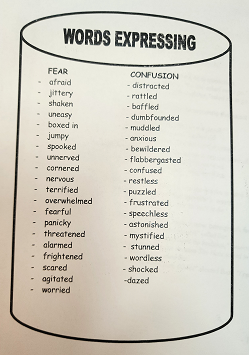 WORDS EXPRESSING
FEAR
- afraid
- jittery
- shaken
- uneasy
- boxed in
- jumpy
- spooked
- unnerved
- cornered
- nervous
- terrified
- overwhelmed
- fearful
- panicky
- threatened
- alarmed
- frightened
- scared
- agitated
- worried
CONFUSION
- distracted
- rattled
- baffled
- dumbfounded
- muddled
- anxious
- bewildered
- flabbergasted
- confused
- restless
- puzzled
- frustrated
- speechless
- astonished
- mystified
- stunned
- wordless
- shocked
-dazed